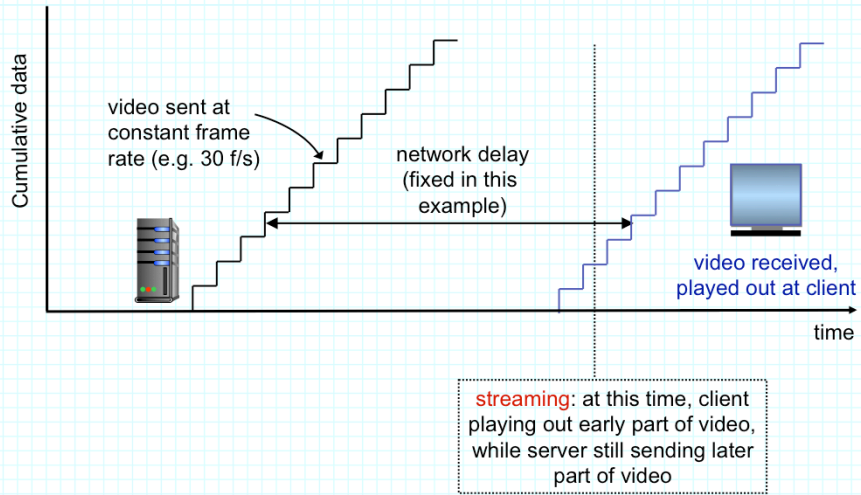 Cumulative data
video sent at
constant frame
rate (e.g. 30 f/s)
network delay
(fixed in this
example)
video received,
played out at client
time
streaming: at this time, client
playing out early part of video,
while server still sending later
part of video